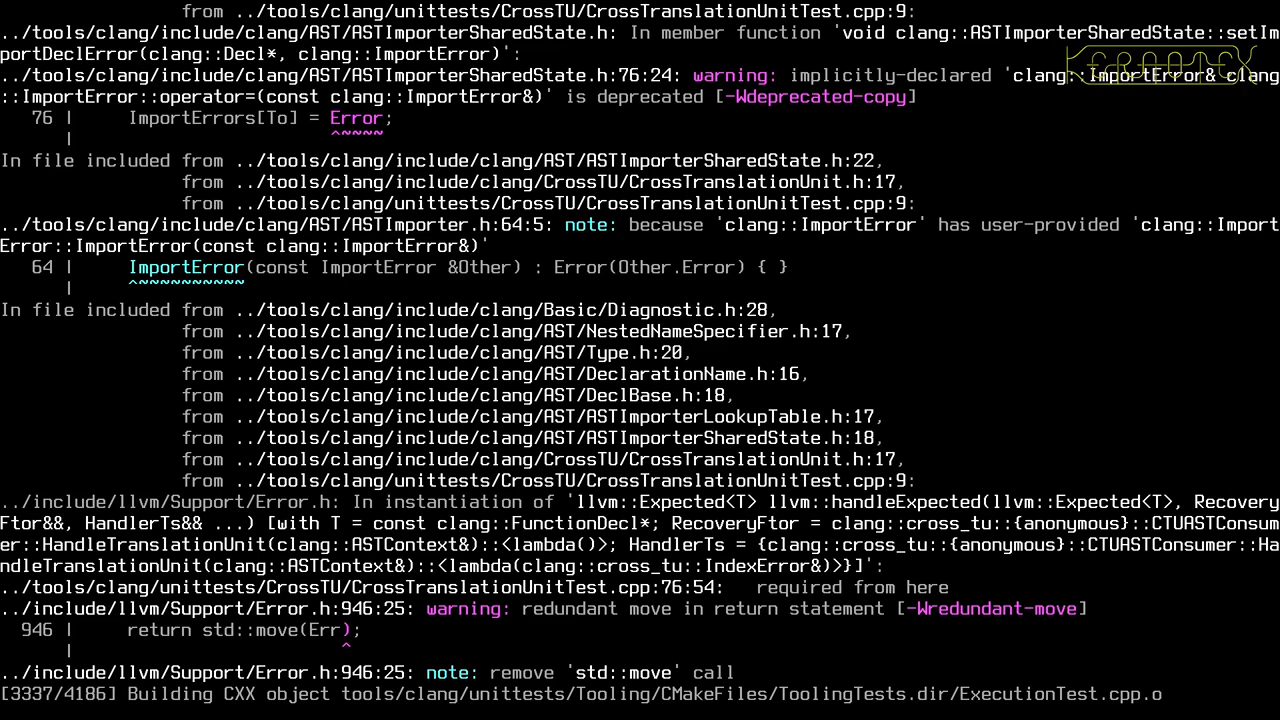 from ../tools/clang/unittests/CrossTU/CrossTranslationUnitTest.cpp:9:
../tools/clang/include/clang/AST/ASTImporterSharedState.h: In member function 'void clang::ASTImporterSharedState::setIm
portDeclError(clang::Decl*, clang::ImportError)':
../tools/clang/include/clang/AST/ASTImporterSharedState.h:76:24: warning: implicitly-declared 'clang::ImportError& clang
::ImportError::operator=(const clang::ImportError&)' is deprecated [-Wdeprecated-copy]
   76 |     ImportErrors[To] = Error;
      |                        ^~~~~
In file included from ../tools/clang/include/clang/AST/ASTImporterSharedState.h:22,
                 from ../tools/clang/include/clang/CrossTU/CrossTranslationUnit.h:17,
                 from ../tools/clang/unittests/CrossTU/CrossTranslationUnitTest.cpp:9:
../tools/clang/include/clang/AST/ASTImporter.h:64:5: note: because 'clang::ImportError' has user-provided 'clang::Import
Error::ImportError(const clang::ImportError&)'
   64 |     ImportError(const ImportError &Other) : Error(Other.Error) { }
      |     ^~~~~~~~~~~
In file included from ../tools/clang/include/clang/Basic/Diagnostic.h:28,
                 from ../tools/clang/include/clang/AST/NestedNameSpecifier.h:17,
                 from ../tools/clang/include/clang/AST/Type.h:20,
                 from ../tools/clang/include/clang/AST/DeclarationName.h:16,
                 from ../tools/clang/include/clang/AST/DeclBase.h:18,
                 from ../tools/clang/include/clang/AST/ASTImporterLookupTable.h:17,
                 from ../tools/clang/include/clang/AST/ASTImporterSharedState.h:18,
                 from ../tools/clang/include/clang/CrossTU/CrossTranslationUnit.h:17,
                 from ../tools/clang/unittests/CrossTU/CrossTranslationUnitTest.cpp:9:
../include/llvm/Support/Error.h: In instantiation of 'llvm::Expected<T> llvm::handleExpected(llvm::Expected<T>, Recovery
Ftor&&, HandlerTs&& ...) [with T = const clang::FunctionDecl*; RecoveryFtor = clang::cross_tu::{anonymous}::CTUASTConsum
er::HandleTranslationUnit(clang::ASTContext&)::<lambda()>; HandlerTs = {clang::cross_tu::{anonymous}::CTUASTConsumer::Ha
ndleTranslationUnit(clang::ASTContext&)::<lambda(clang::cross_tu::IndexError&)>}]':
../tools/clang/unittests/CrossTU/CrossTranslationUnitTest.cpp:76:54:   required from here
../include/llvm/Support/Error.h:946:25: warning: redundant move in return statement [-Wredundant-move]
  946 |     return std::move(Err);
      |                         ^
../include/llvm/Support/Error.h:946:25: note: remove 'std::move' call
[3337/4186] Building CXX object tools/clang/unittests/Tooling/CMakeFiles/ToolingTests.dir/ExecutionTest.cpp.o